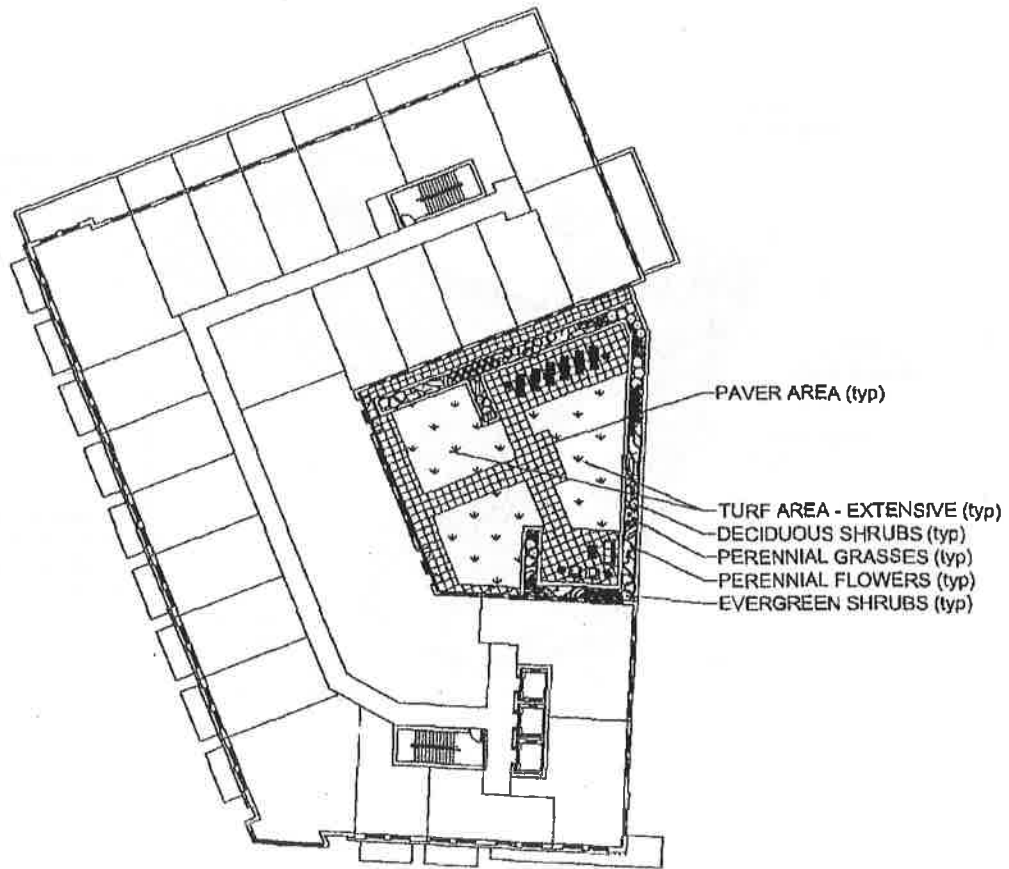 PAVER AREA (typ)
TURF AREA - EXTENSIVE (typ)
DECIDUOUS SHRUBS (typ)
PERENNIAL GRASSES (typ)
PERENNIAL FLOWERS (typ)
EVERGREEN SHRUBS (typ)